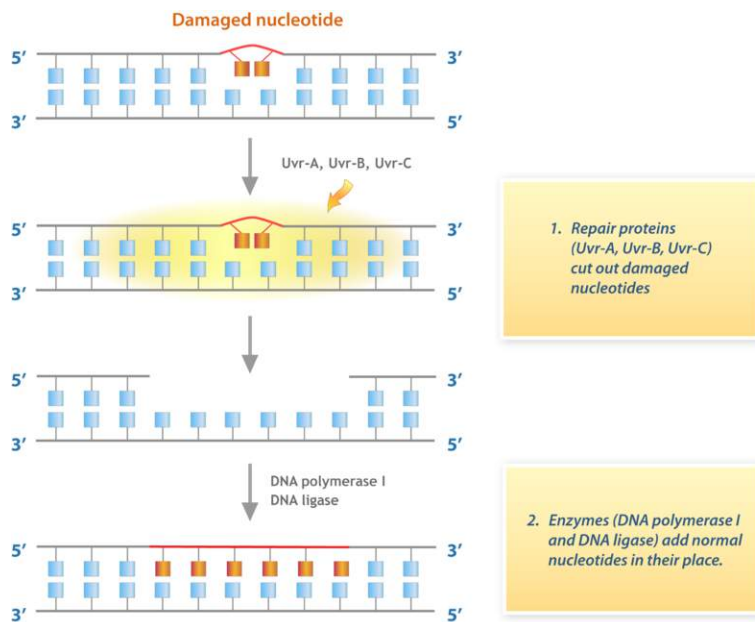 Damaged nucleotide
5′ 3′
3′ 5′
Uvr-A, Uvr-B, Uvr-C
5′ 3′
3′ 5′
1. Repair proteins
(Uvr-A, Uvr-B, Uvr-C)
cut out damaged
nucleotides
5′ 3′
3′ 5′
DNA polymerase I
DNA ligase
2. Enzymes (DNA polymerase I
and DNA ligase) add normal
nucleotides in their place.
5′ 3′
3′ 5′